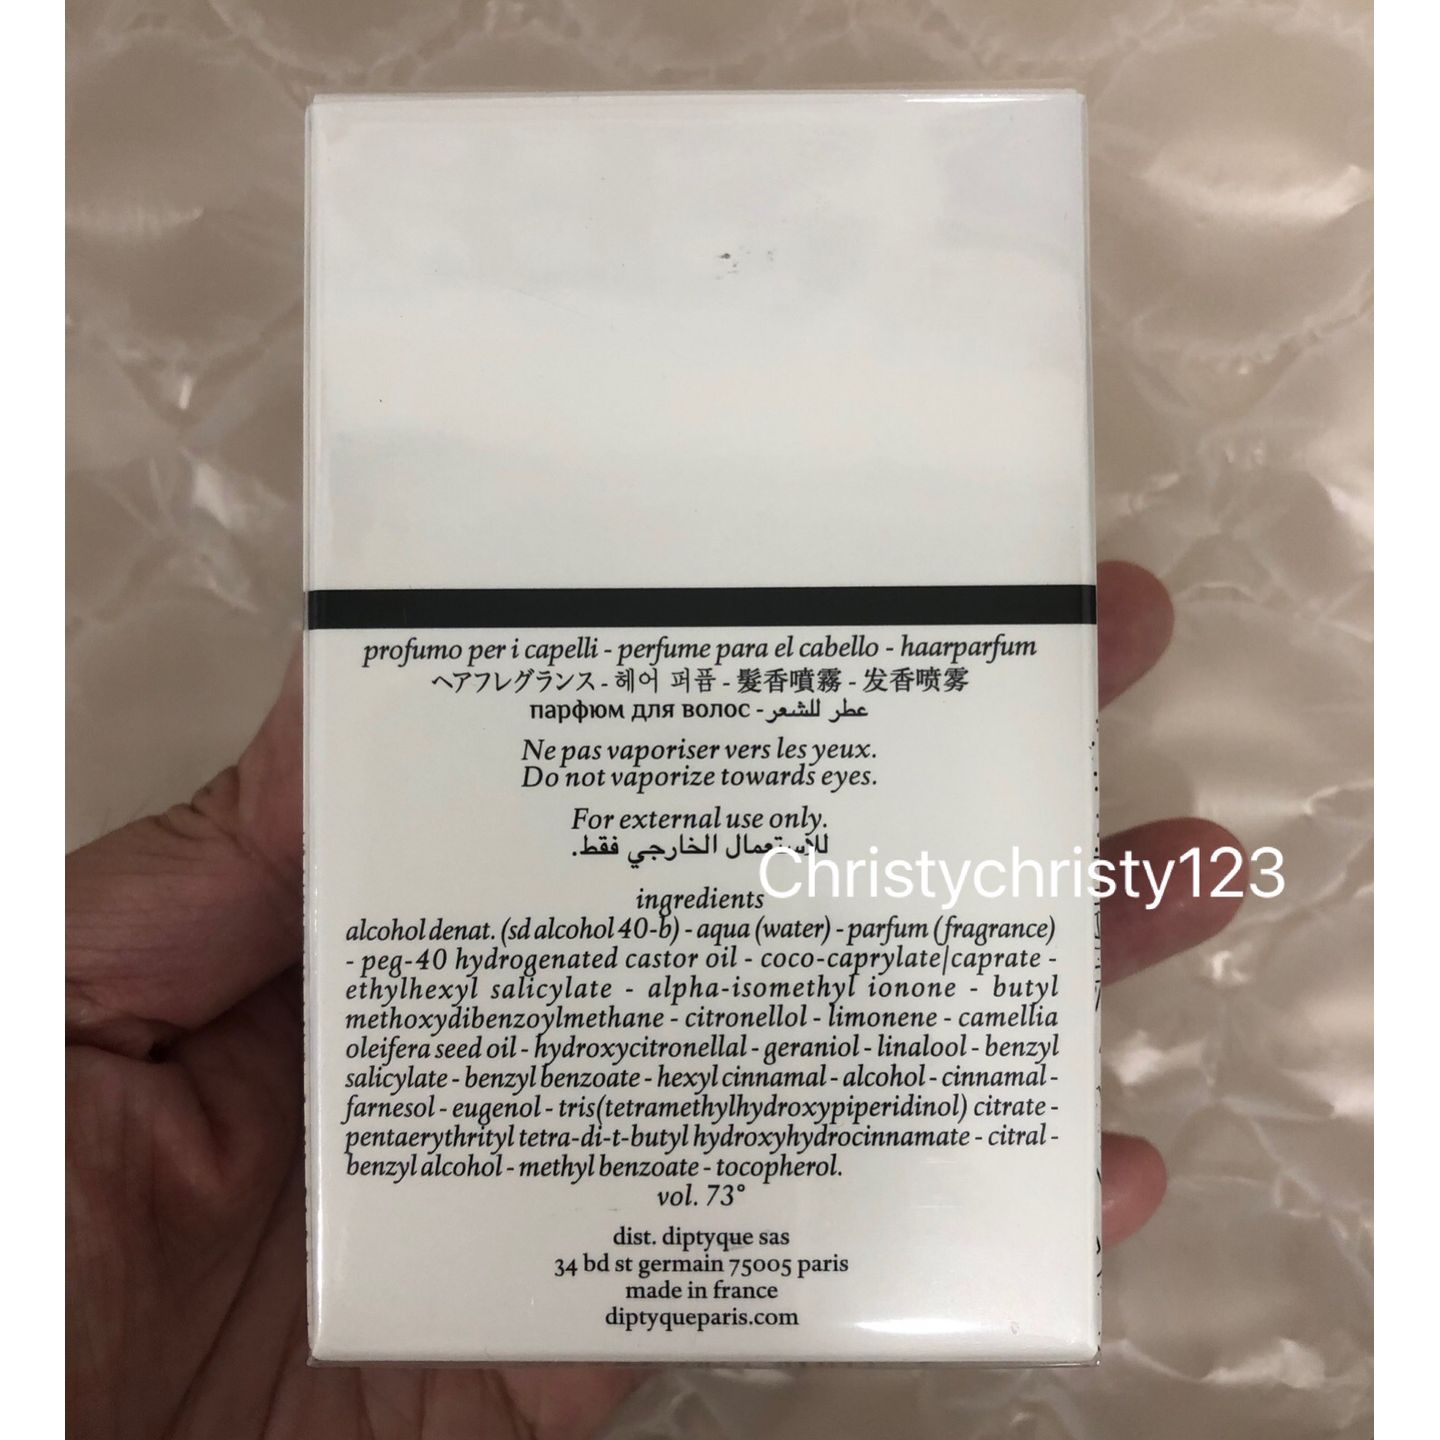 profumo per i capelli - perfume para el cabello - haarparfum
ヘアフレグランス - 헤어 퍼퓸 - 髮香噴霧 - 发香喷雾
парфюм для волос - عطر للشعر
Ne pas vaporiser vers les yeux.
Do not vaporize towards eyes.
For external use only.
للاستعمال الخارجي فقط.
Christychristy123
ingredients
alcohol denat. (sd alcohol 40-b) - aqua (water) - parfum (fragrance)
- peg-40 hydrogenated castor oil - coco-caprylate/caprate -
ethylhexyl salicylate - alpha-isomethyl ionone - butyl
methoxydibenzoylmethane - citronellol - limonene - camellia
oleifera seed oil - hydroxycitronellal - geraniol - linalool - benzyl
salicylate - benzyl benzoate - hexyl cinnamal - alcohol - cinnamal -
farnesol - eugenol - tris(tetramethylhydroxypiperidinol) citrate -
pentaerythrityl tetra-di-t-butyl hydroxyhydrocinnamate - citral -
benzyl alcohol - methyl benzoate - tocopherol.
vol. 73°
dist. diptyque sas
34 bd st germain 75005 paris
made in france
diptyqueparis.com